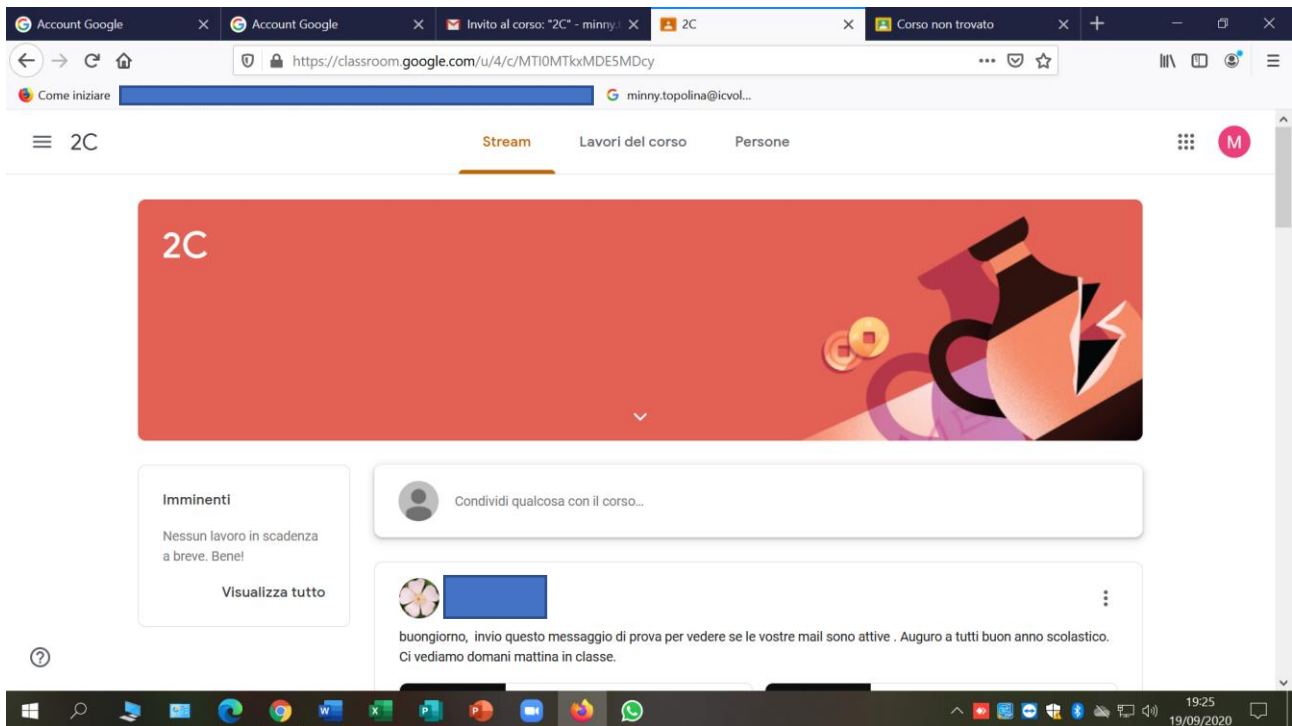 Account Google
Account Google
Invito al corso: "2C" - minny.t
2C
Corso non trovato
https://classroom.google.com/u/4/c/MTI0MTkxMDE5MDcy
Come iniziare
minny.topolina@icvol...
2C
Stream Lavori del corso Persone
M
2C
Imminenti
Nessun lavoro in scadenza
a breve. Bene!
Visualizza tutto
Condividi qualcosa con il corso...
buongiorno, invio questo messaggio di prova per vedere se le vostre mail sono attive . Auguro a tutti buon anno scolastico.
Ci vediamo domani mattina in classe.
19:25
19/09/2020